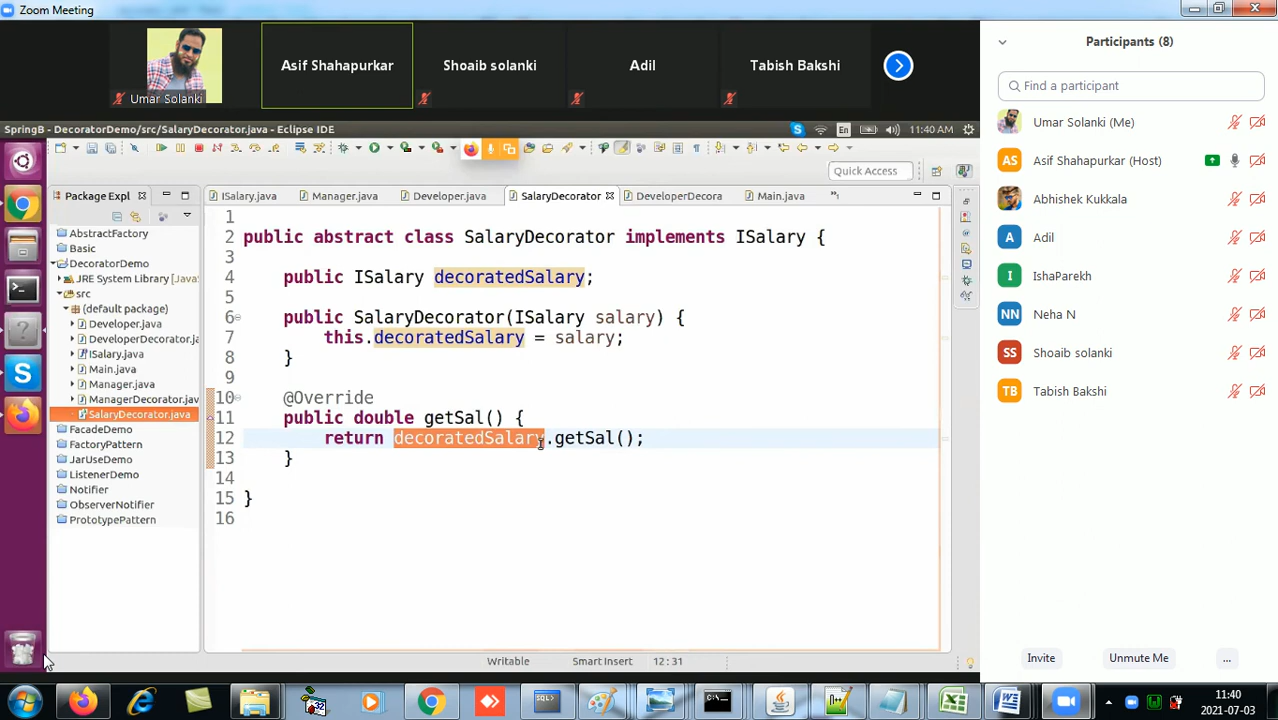 Zoom Meeting
Umar Solanki
Asif Shahapurkar
Shoaib solanki
Adil
Tabish Bakshi
SpringB - DecoratorDemo/src/SalaryDecorator.java - Eclipse IDE
En
11:40 AM
Quick Access
Package Expl
ISalary.java
Manager.java
Developer.java
SalaryDecorator
DeveloperDecora
Main.java
AbstractFactory
Basic
DecoratorDemo
JRE System Library [JavaS
src
(default package)
Developer.java
DeveloperDecorator.ja
ISalary.java
Main.java
Manager.java
ManagerDecorator.java
SalaryDecorator.java
FacadeDemo
FactoryPattern
JarUseDemo
ListenerDemo
Notifier
ObserverNotifier
PrototypePattern
1
2 public abstract class SalaryDecorator implements ISalary {
3
4 public ISalary decoratedSalary;
5
6 public SalaryDecorator(ISalary salary) {
7 this.decoratedSalary = salary;
8 }
9
10 @Override
11 public double getSal() {
12 return decoratedSalary.getSal();
13 }
14
15 }
16
Writable
Smart Insert
12 : 31
Participants (8)
Find a participant
Umar Solanki (Me)
AS Asif Shahapurkar (Host)
Abhishek Kukkala
A Adil
I IshaParekh
NN Neha N
SS Shoaib solanki
TB Tabish Bakshi
Invite
Unmute Me
...
11:40
2021-07-03